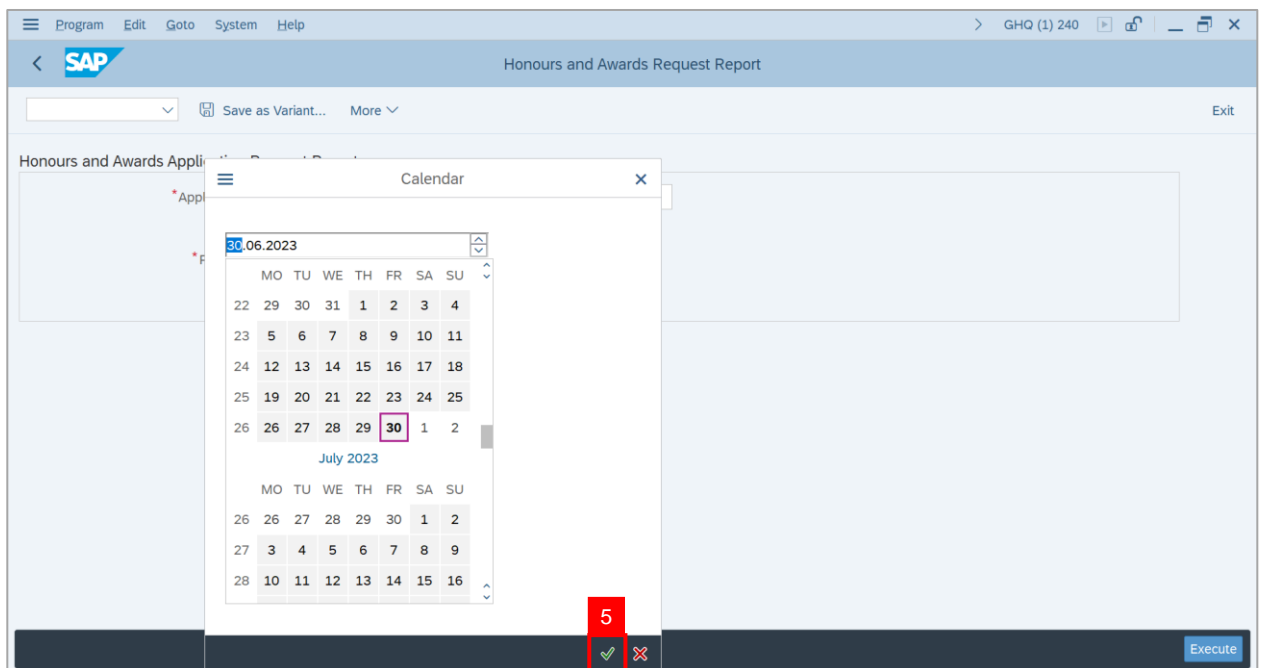 Program Edit Goto System Help GHQ (1) 240
SAP Honours and Awards Request Report
Save as Variant... More Exit
Honours and Awards Appli
Calendar
*Appl
30.06.2023
MO TU WE TH FR SA SU
22 29 30 31 1 2 3 4
23 5 6 7 8 9 10 11
24 12 13 14 15 16 17 18
25 19 20 21 22 23 24 25
26 26 27 28 29 30 1 2
July 2023
MO TU WE TH FR SA SU
26 26 27 28 29 30 1 2
27 3 4 5 6 7 8 9
28 10 11 12 13 14 15 16
5
Execute